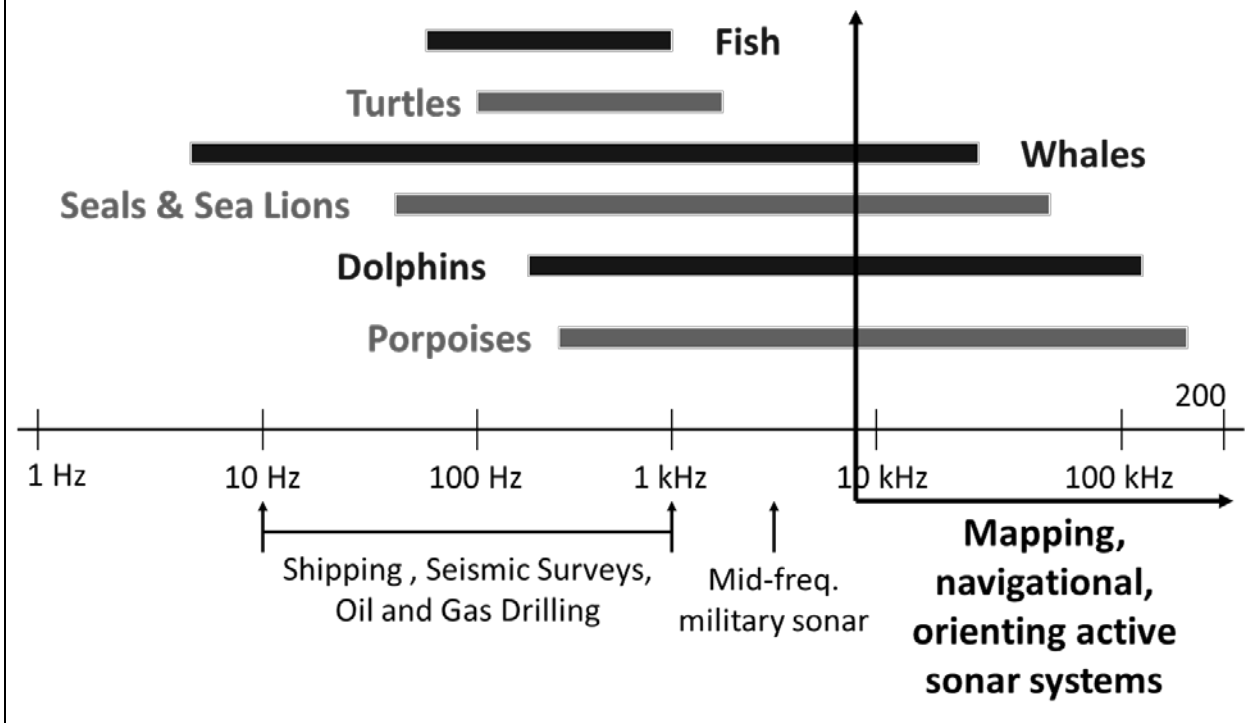 Fish
Turtles
Whales
Seals & Sea Lions
Dolphins
Porpoises
200
1 Hz
10 Hz
100 Hz
1 kHz
10 kHz
100 kHz
Shipping , Seismic Surveys,
Oil and Gas Drilling
Mid-freq.
military sonar
Mapping,
navigational,
orienting active
sonar systems